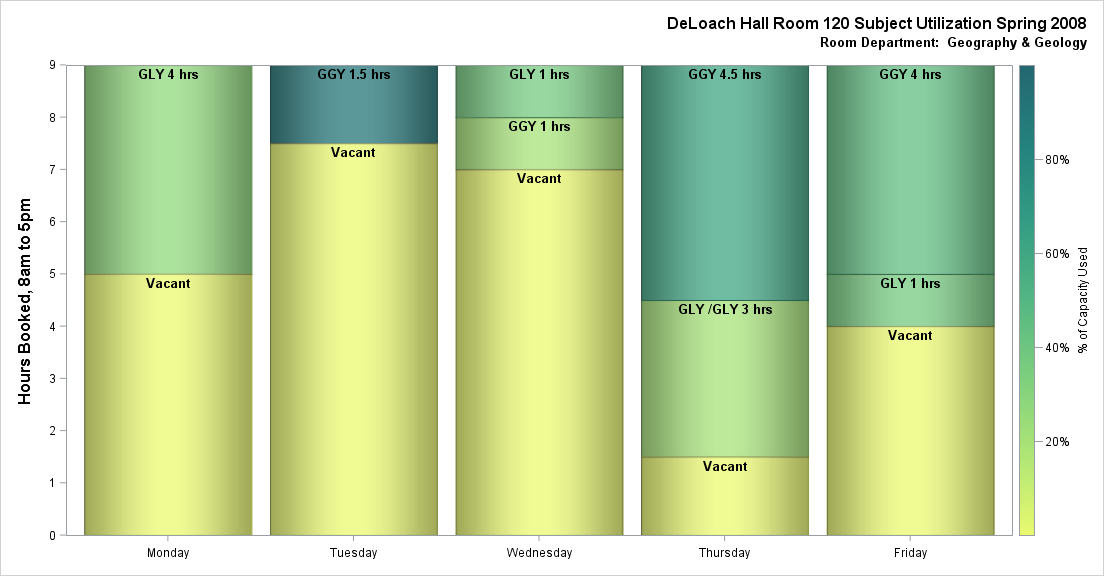 DeLoach Hall Room 120 Subject Utilization Spring 2008
Room Department: Geography & Geology
Hours Booked, 8am to 5pm
9
8
7
6
5
4
3
2
1
0
GLY 4 hrs
Vacant
GGY 1.5 hrs
Vacant
GLY 1 hrs
GGY 1 hrs
Vacant
GGY 4.5 hrs
GLY /GLY 3 hrs
Vacant
GGY 4 hrs
GLY 1 hrs
Vacant
Monday
Tuesday
Wednesday
Thursday
Friday
80%
60%
40%
20%
% of Capacity Used